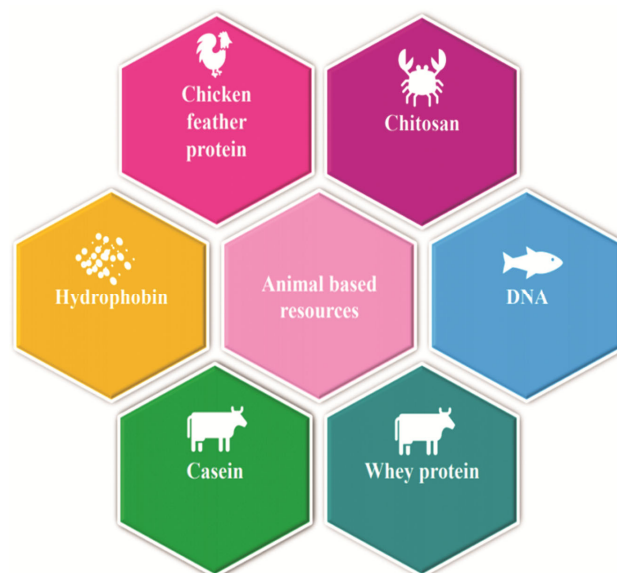 Chicken
feather
protein
Chitosan
Hydrophobin
Animal based
resources
DNA
Casein
Whey protein